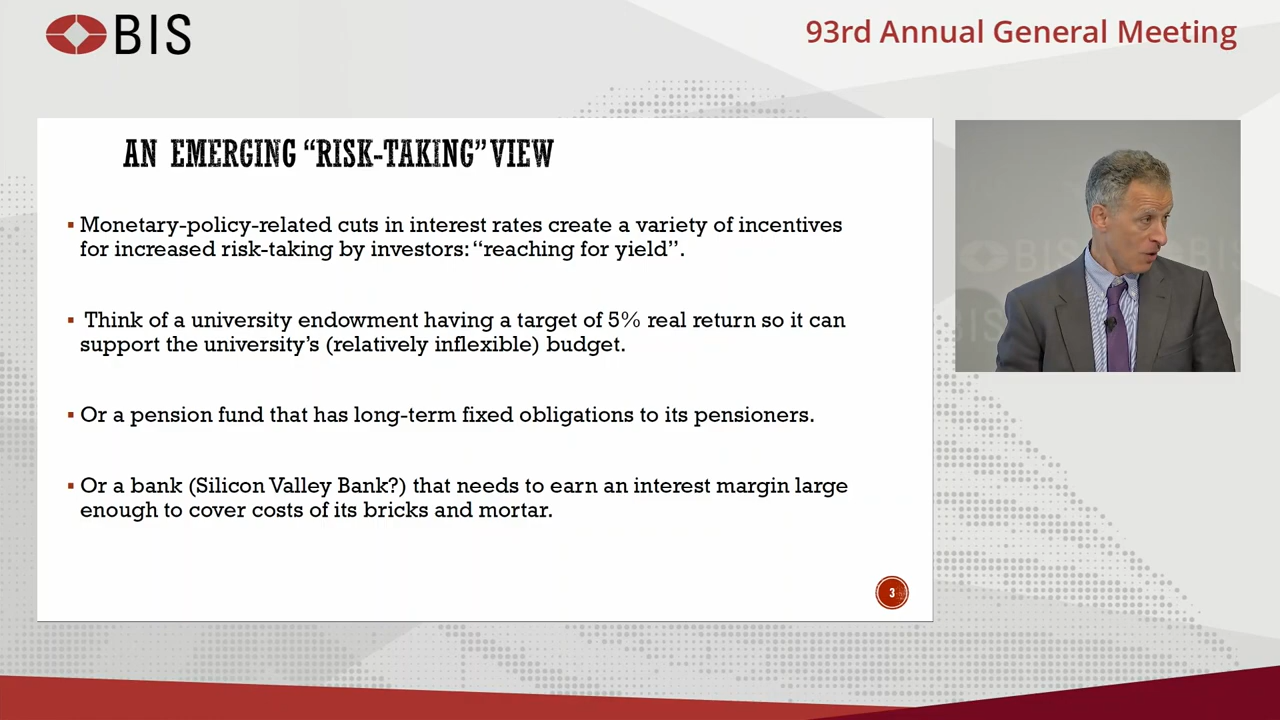 BIS
93rd Annual General Meeting
AN EMERGING “RISK-TAKING” VIEW
▪ Monetary-policy-related cuts in interest rates create a variety of incentives
for increased risk-taking by investors: “reaching for yield”.
▪ Think of a university endowment having a target of 5% real return so it can
support the university’s (relatively inflexible) budget.
▪ Or a pension fund that has long-term fixed obligations to its pensioners.
▪ Or a bank (Silicon Valley Bank?) that needs to earn an interest margin large
enough to cover costs of its bricks and mortar.
3
BIS
BIS